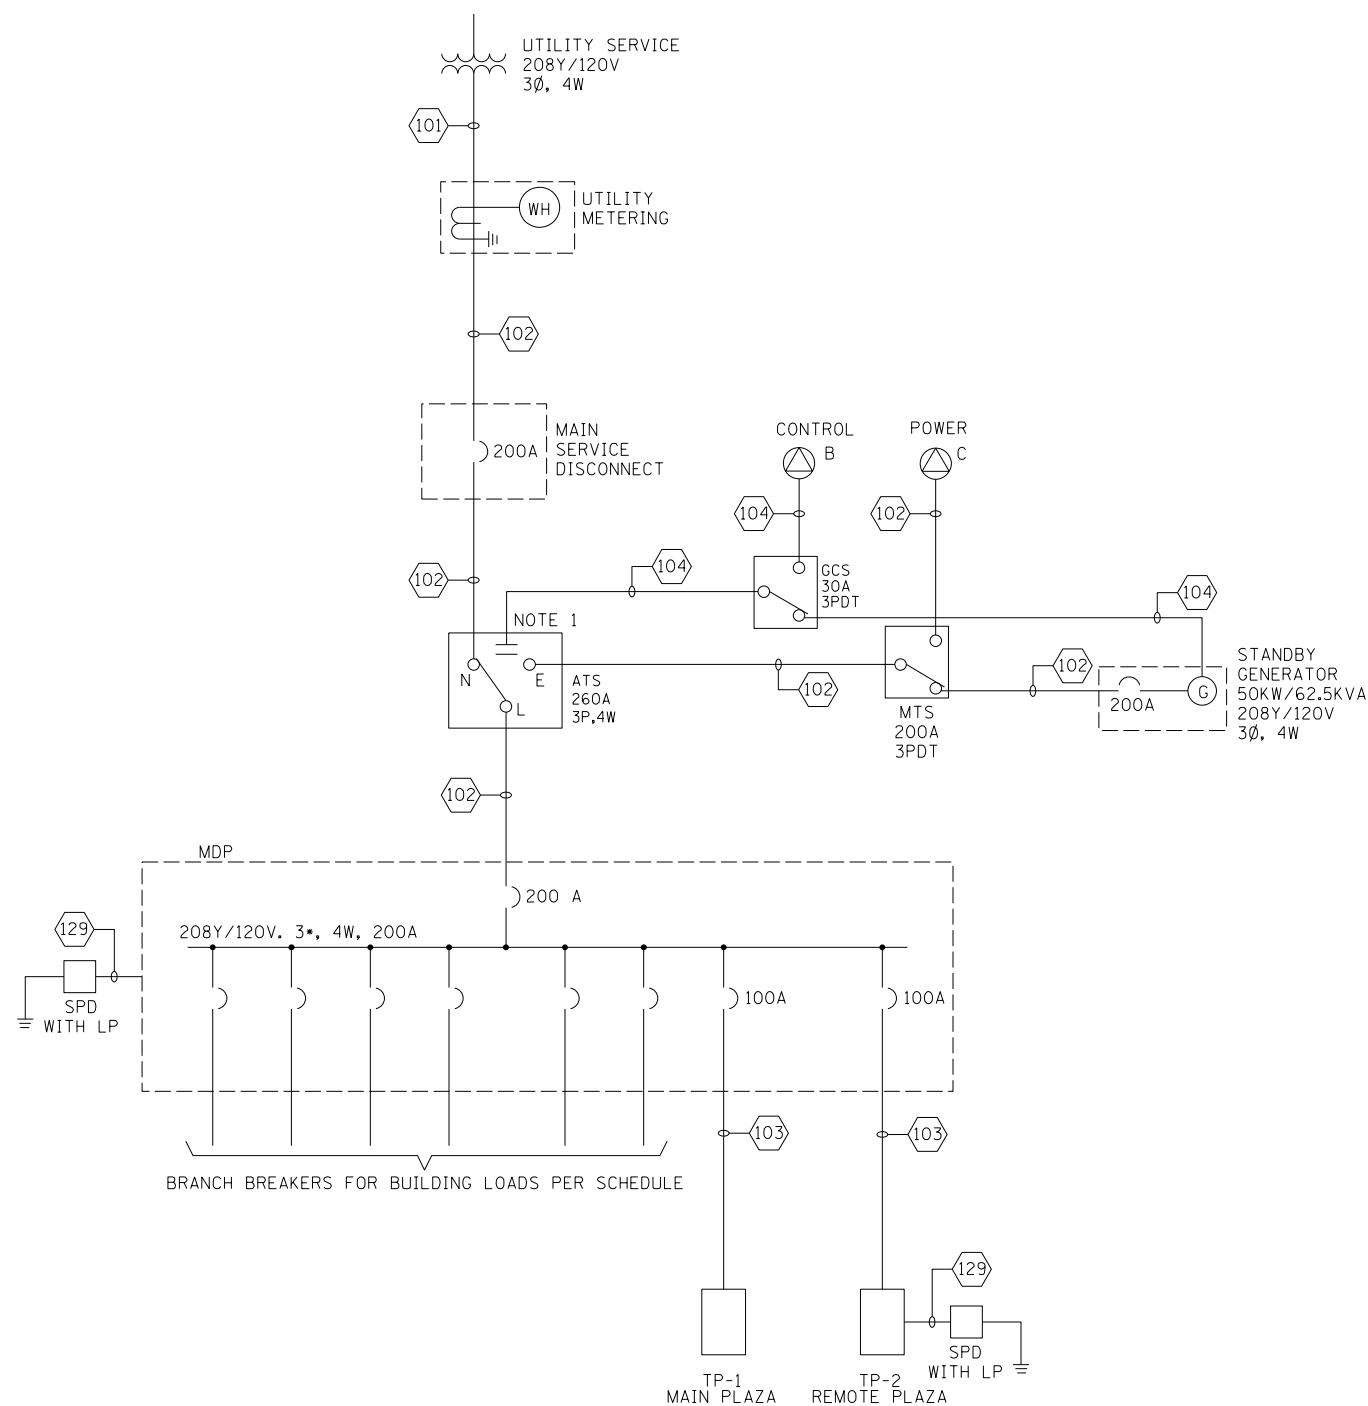 UTILITY SERVICE
208Y/120V
3Ø, 4W
101
WH
UTILITY
METERING
102
200A
MAIN
SERVICE
DISCONNECT
CONTROL
B
POWER
C
104
102
102
104
GCS
30A
3PDT
104
NOTE 1
N
E
L
ATS
260A
3P,4W
102
MTS
200A
3PDT
102
200A
G
STANDBY
GENERATOR
50KW/62.5KVA
208Y/120V
3Ø, 4W
102
MDP
200 A
129
208Y/120V. 3*, 4W, 200A
SPD
WITH LP
100A
100A
103
103
BRANCH BREAKERS FOR BUILDING LOADS PER SCHEDULE
129
SPD
WITH LP
TP-1
MAIN PLAZA
TP-2
REMOTE PLAZA